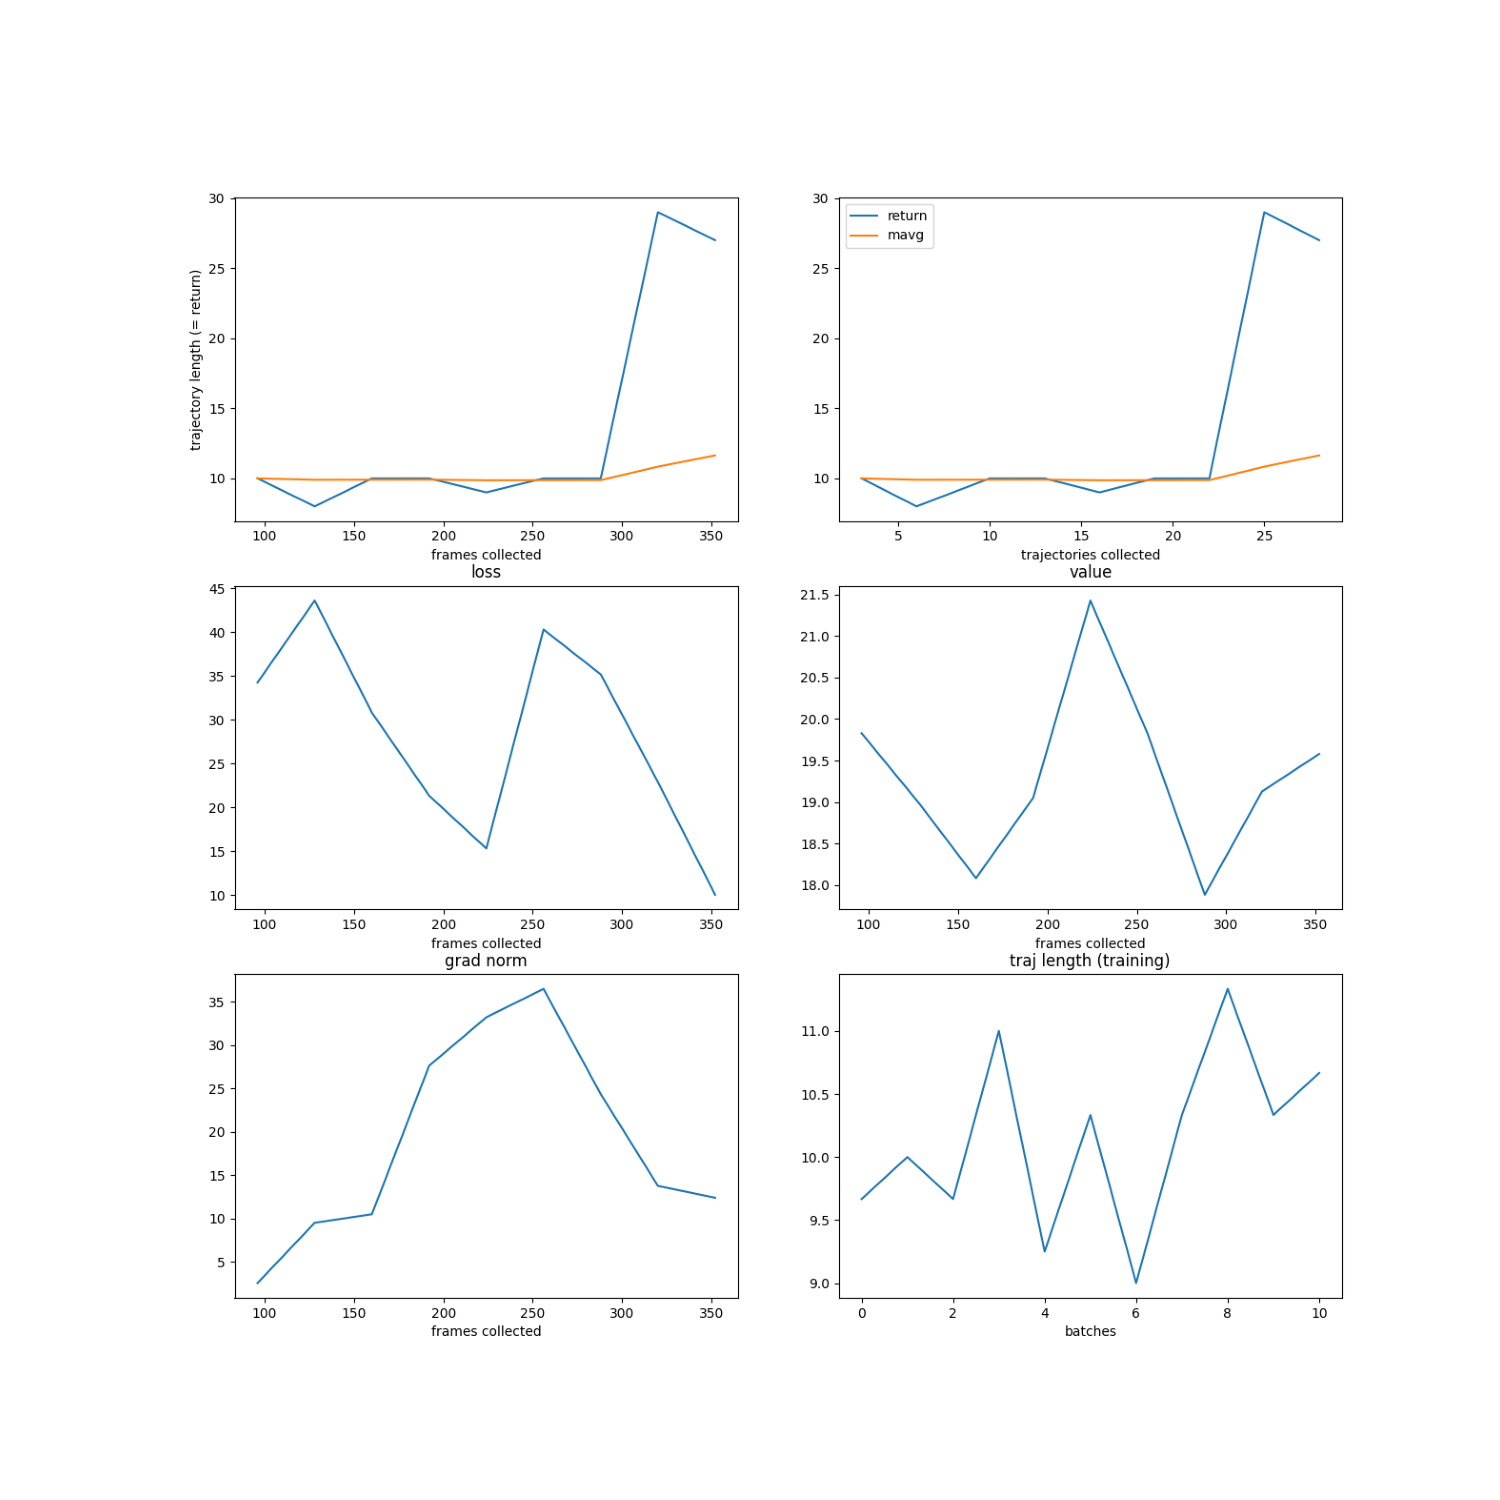 30
25
20
15
10
trajectory length (= return)
100 150 200 250 300 350
frames collected
30
25
20
15
10
return
mavg
5 10 15 20 25
trajectories collected
loss
45
40
35
30
25
20
15
10
100 150 200 250 300 350
frames collected
value
21.5
21.0
20.5
20.0
19.5
19.0
18.5
18.0
100 150 200 250 300 350
frames collected
grad norm
35
30
25
20
15
10
5
100 150 200 250 300 350
frames collected
traj length (training)
11.0
10.5
10.0
9.5
9.0
0 2 4 6 8 10
batches